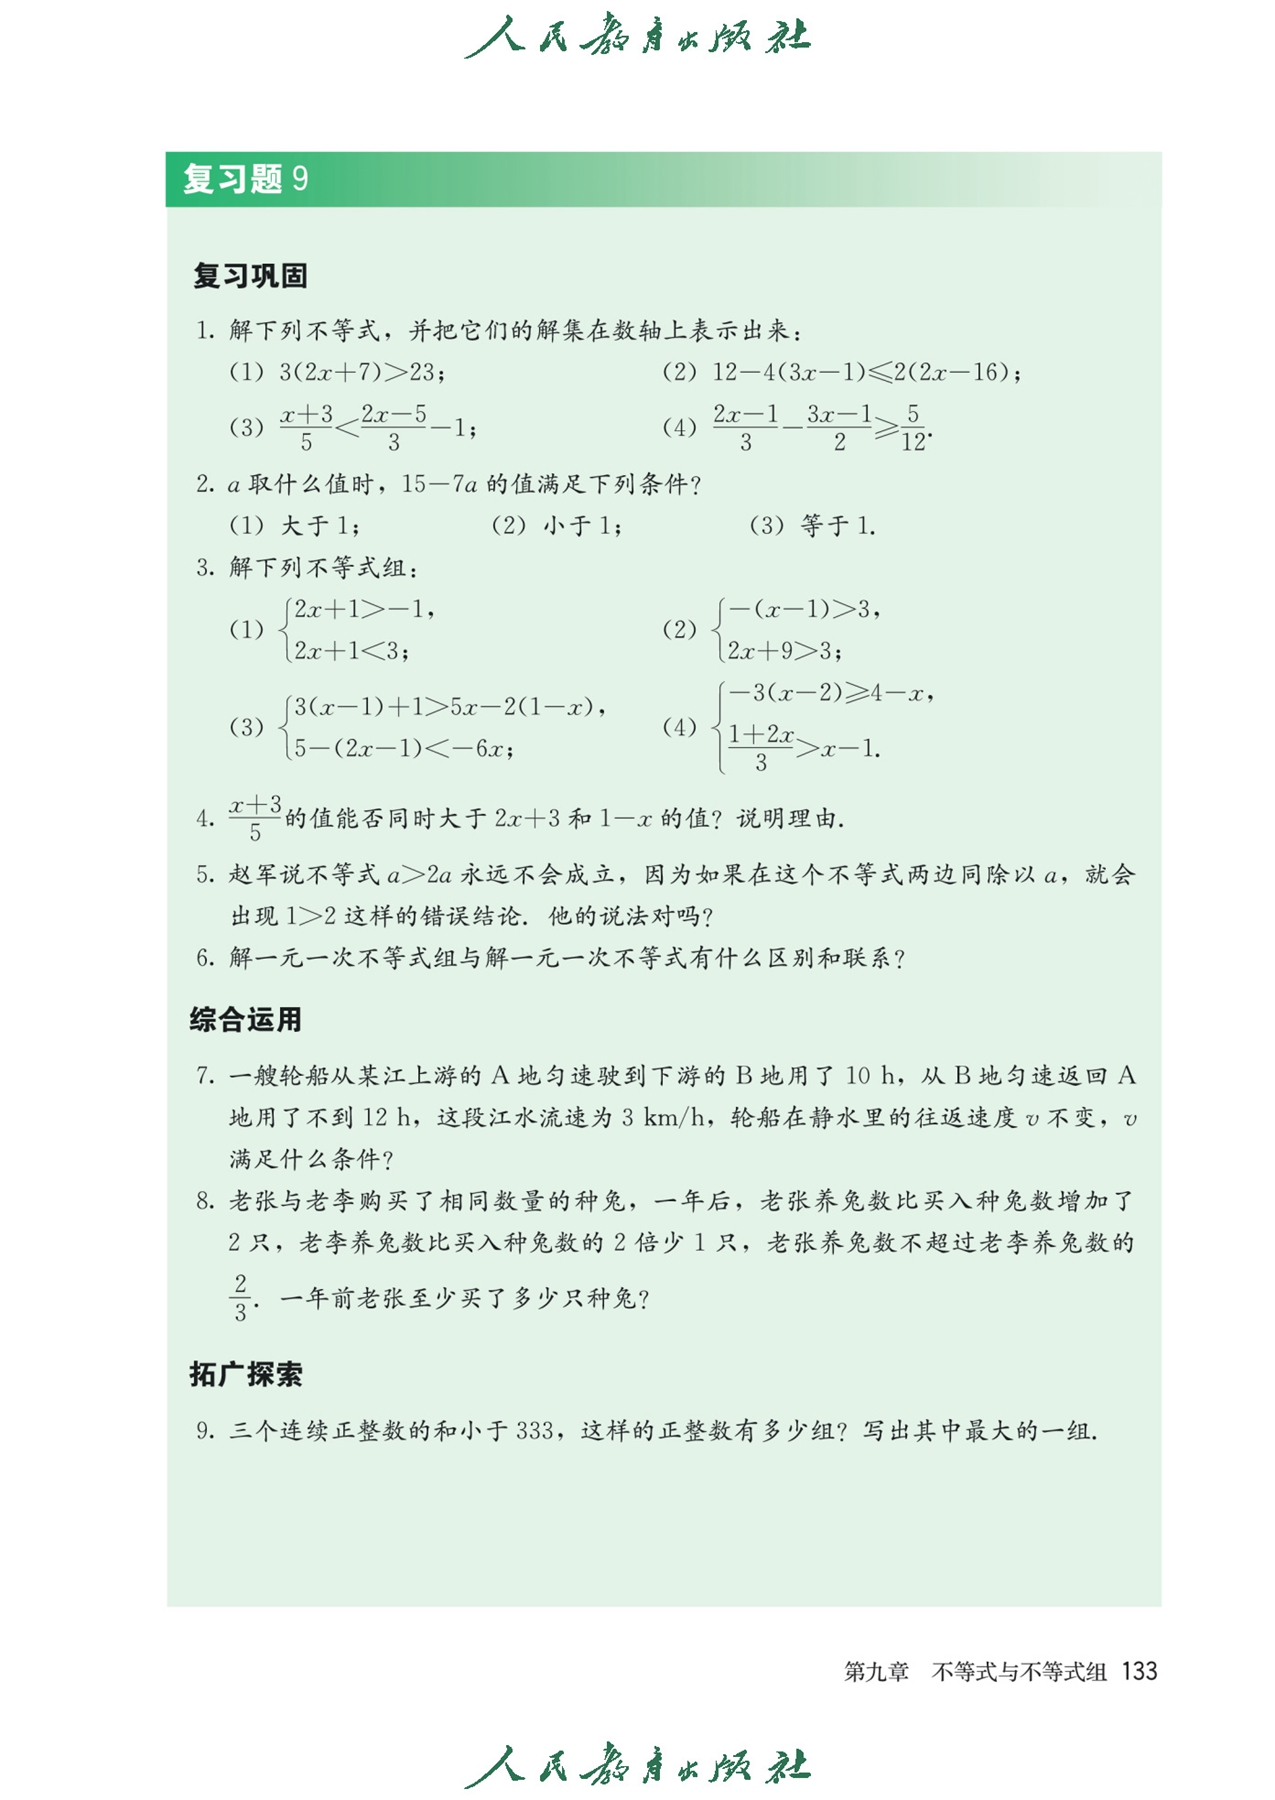 人民教育出版社
复习题 9
复习巩固
1. 解下列不等式，并把它们的解集在数轴上表示出来：
（1）3(2x+7)>23；　（2）12-4(3x-1)≤2(2x-16)；
（3）\frac{x+3}{5}<\frac{2x-5}{3}-1；　（4）\frac{2x-1}{3}-\frac{3x-1}{2}≥\frac{5}{12}.
2. a 取什么值时，15-7a 的值满足下列条件？
（1）大于 1；　（2）小于 1；　（3）等于 1.
3. 解下列不等式组：
（1）{2x+1>-1，2x+1<3；　（2）{-(x-1)>3，2x+9>3；
（3）{3(x-1)+1>5x-2(1-x)，5-(2x-1)<-6x；　（4）{-3(x-2)≥4-x，\frac{1+2x}{3}>x-1.
4. \frac{x+3}{5}的值能否同时大于 2x+3 和 1-x 的值？说明理由.
5. 赵军说不等式 a>2a 永远不会成立，因为如果在这个不等式两边同除以 a，就会
出现 1>2 这样的错误结论. 他的说法对吗？
6. 解一元一次不等式组与解一元一次不等式有什么区别和联系？
综合运用
7. 一艘轮船从某江上游的 A 地匀速驶到下游的 B 地用了 10 h，从 B 地匀速返回 A
地用了不到 12 h，这段江水流速为 3 km/h，轮船在静水里的往返速度 v 不变，v
满足什么条件？
8. 老张与老李购买了相同数量的种兔，一年后，老张养兔数比买入种兔数增加了
2 只，老李养兔数比买入种兔数的 2 倍少 1 只，老张养兔数不超过老李养兔数的
\frac{2}{3}. 一年前老张至少买了多少只种兔？
拓广探索
9. 三个连续正整数的和小于 333，这样的正整数有多少组？写出其中最大的一组.
第九章　不等式与不等式组 133
人民教育出版社